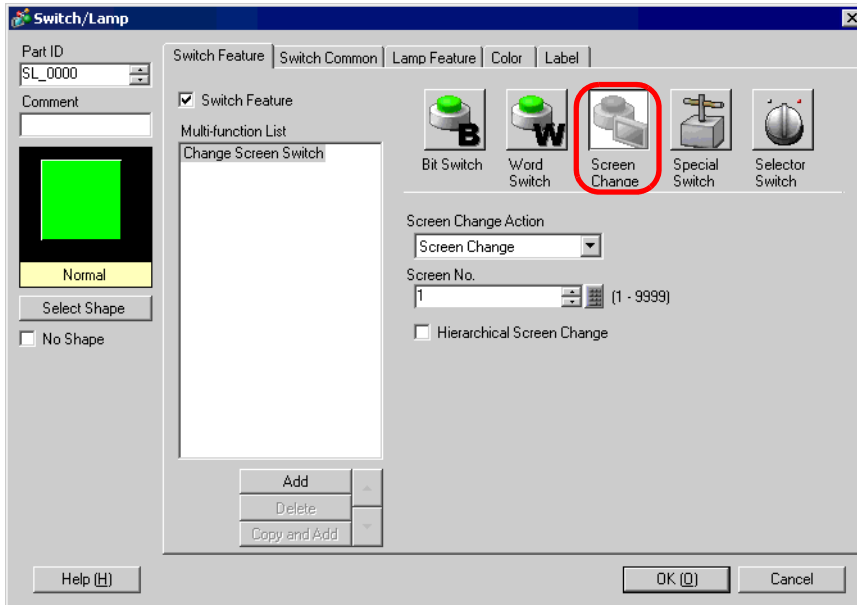 Switch/Lamp
Part ID
SL_0000
Comment
Normal
Select Shape
No Shape
Switch Feature Switch Common Lamp Feature Color Label
Switch Feature
Multi-function List
Change Screen Switch
Add
Delete
Copy and Add
B
Bit Switch
W
Word
Switch
Screen
Change
Special
Switch
Selector
Switch
Screen Change Action
Screen Change
Screen No.
1 (1 - 9999)
Hierarchical Screen Change
Help (H) OK (O) Cancel